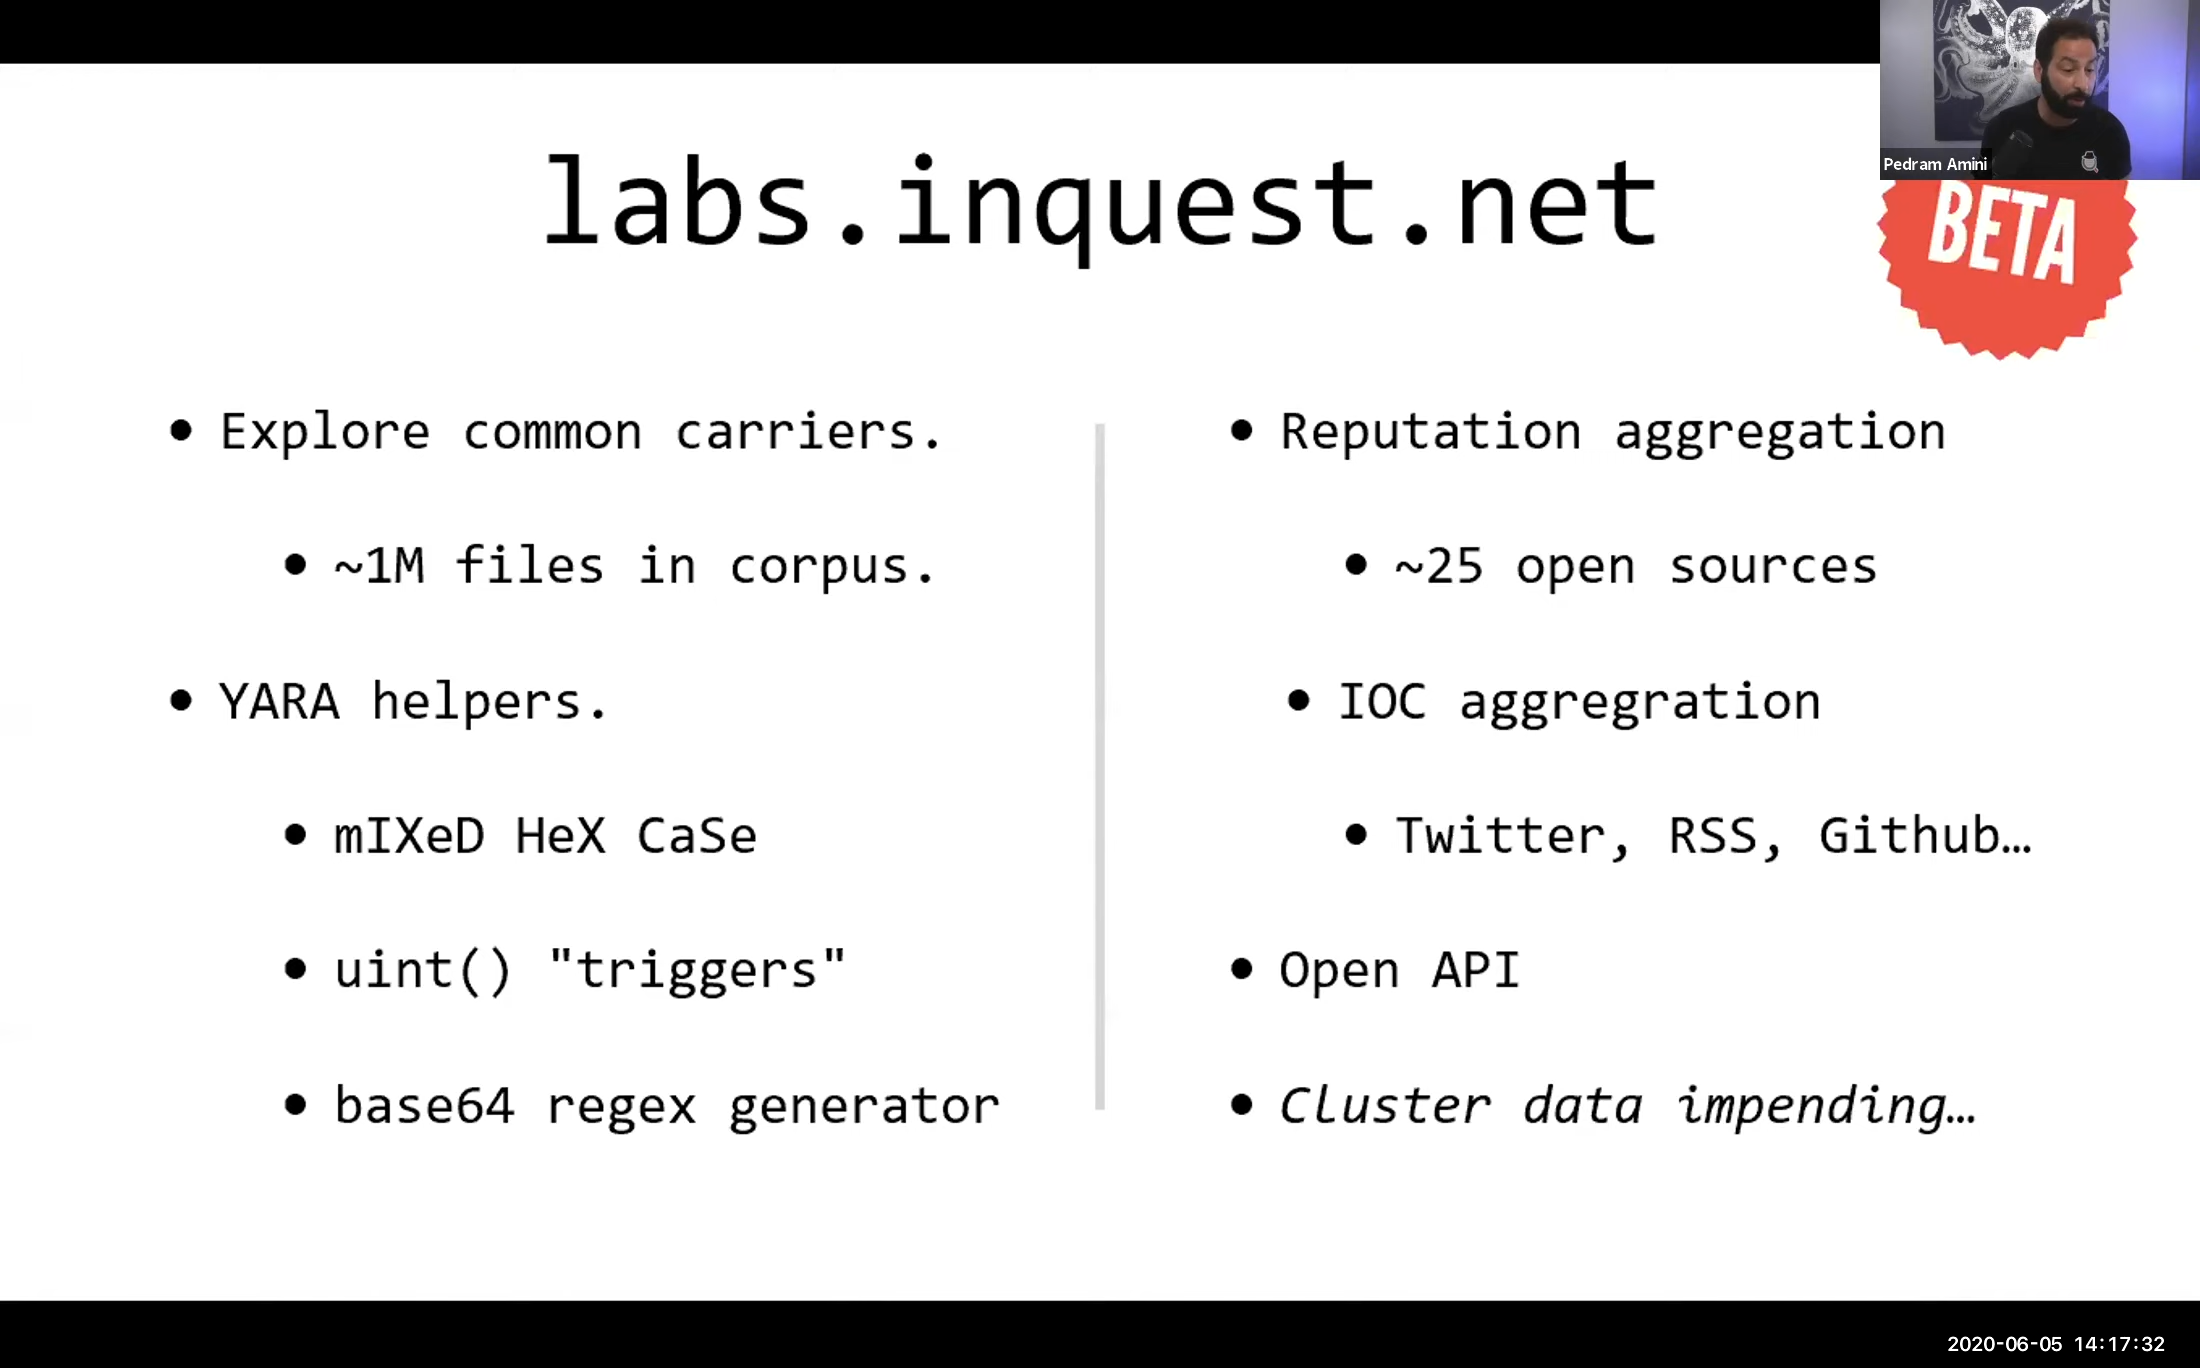 Pedram Amini
labs.inquest.net
BETA
• Explore common carriers.
• ~1M files in corpus.
• YARA helpers.
• mIXeD HeX CaSe
• uint() "triggers"
• base64 regex generator
• Reputation aggregation
• ~25 open sources
• IOC aggregration
• Twitter, RSS, Github…
• Open API
• Cluster data impending…
2020-06-05 14:17:32